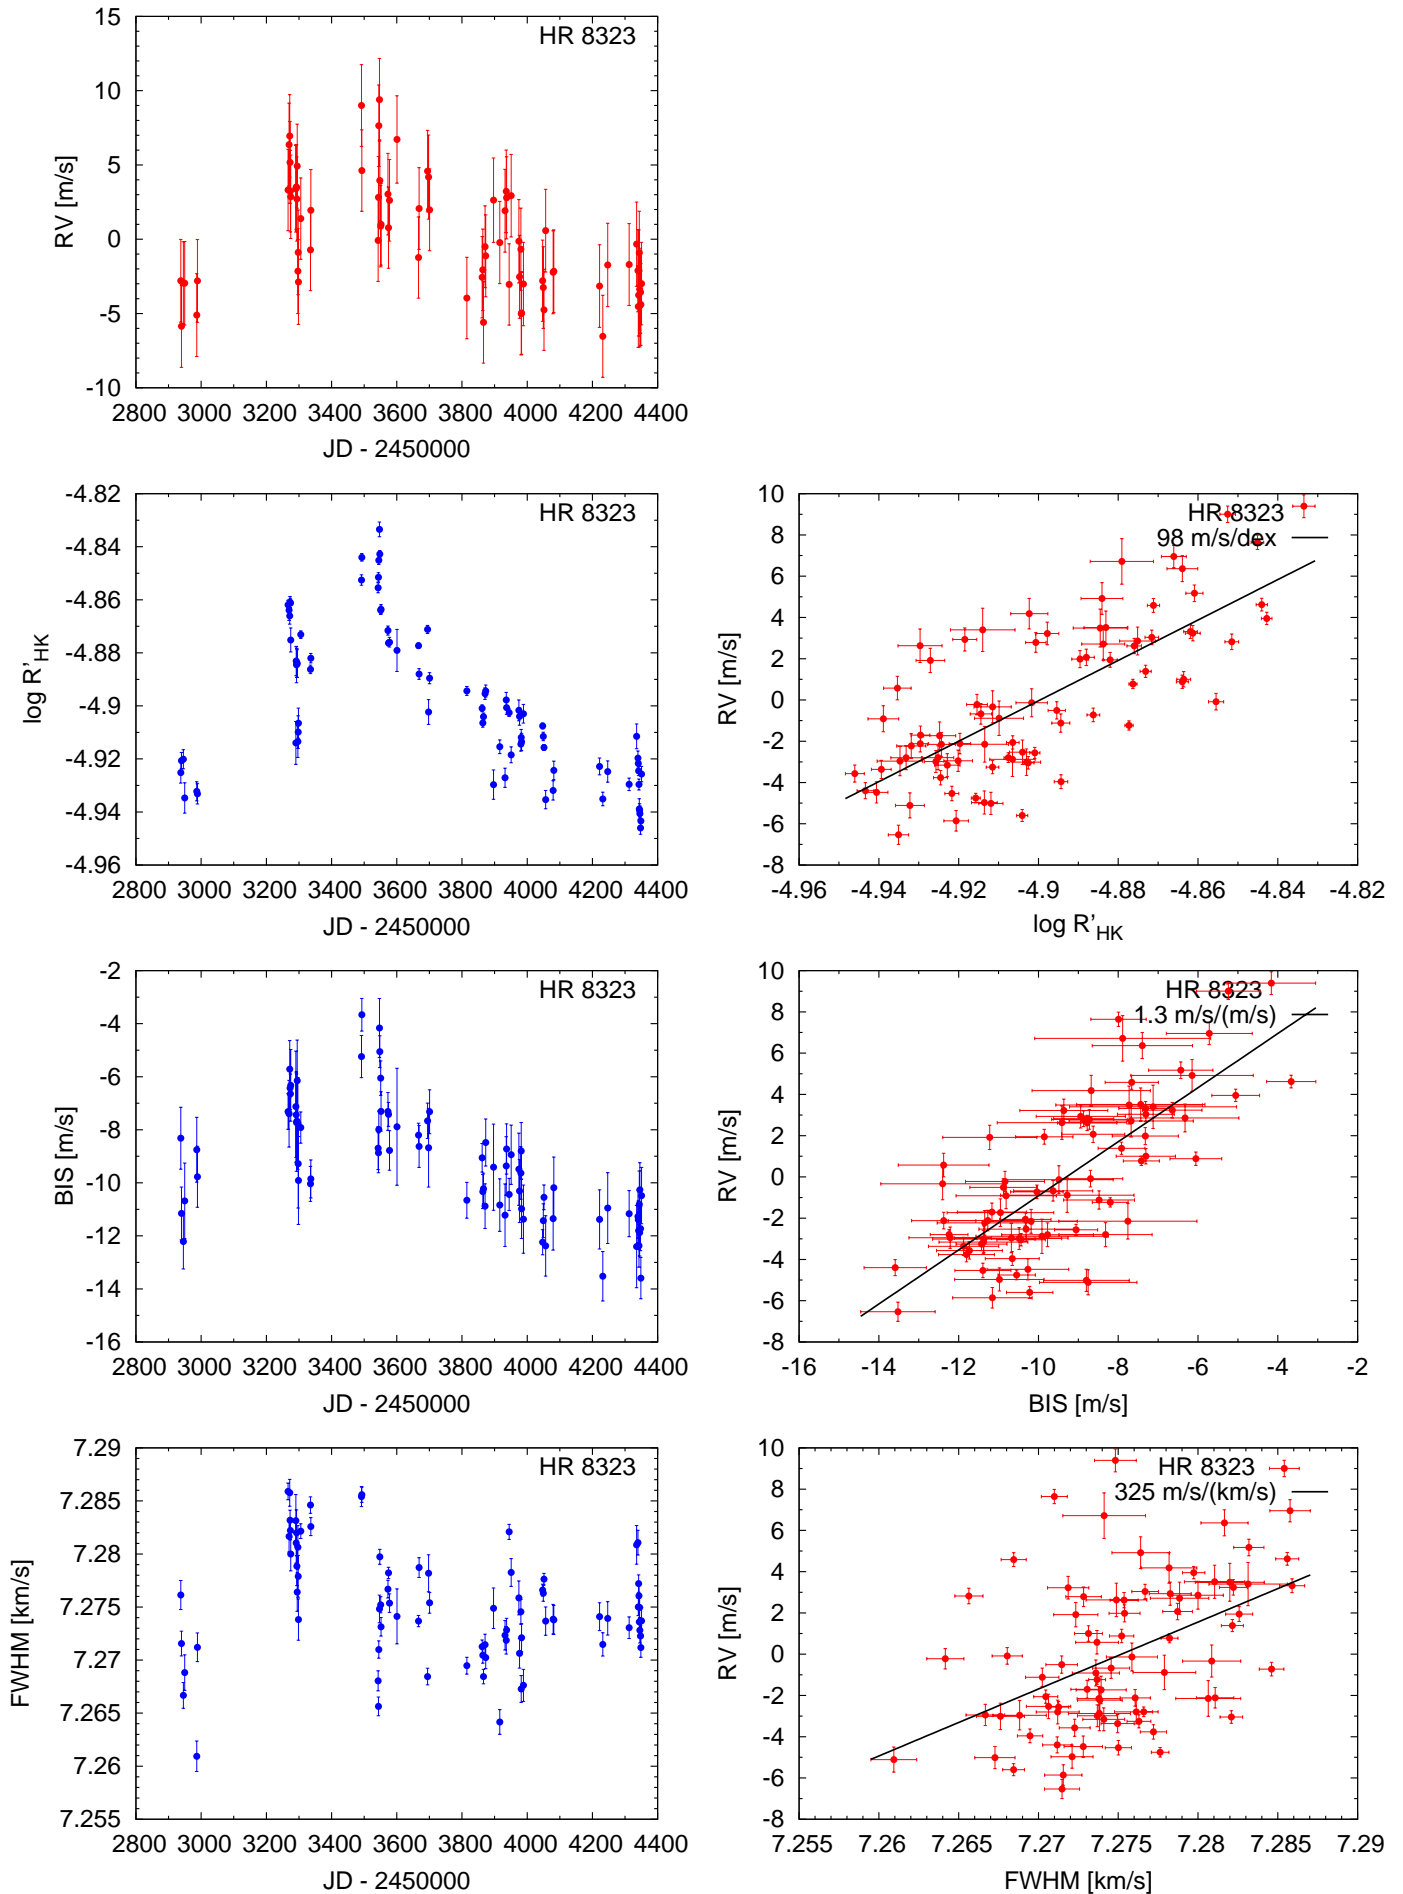 15
10
5
0
-5
-10
RV [m/s]
HR 8323
2800 3000 3200 3400 3600 3800 4000 4200 4400
JD - 2450000
-4.82
-4.84
-4.86
-4.88
-4.9
-4.92
-4.94
-4.96
log R'HK
HR 8323
2800 3000 3200 3400 3600 3800 4000 4200 4400
JD - 2450000
10
8
6
4
2
0
-2
-4
-6
-8
RV [m/s]
HR 8323
98 m/s/dex
-4.96 -4.94 -4.92 -4.9 -4.88 -4.86 -4.84 -4.82
log R'HK
-2
-4
-6
-8
-10
-12
-14
-16
BIS [m/s]
HR 8323
2800 3000 3200 3400 3600 3800 4000 4200 4400
JD - 2450000
10
8
6
4
2
0
-2
-4
-6
-8
RV [m/s]
HR 8323
1.3 m/s/(m/s)
-16 -14 -12 -10 -8 -6 -4 -2
BIS [m/s]
7.29
7.285
7.28
7.275
7.27
7.265
7.26
7.255
FWHM [km/s]
HR 8323
2800 3000 3200 3400 3600 3800 4000 4200 4400
JD - 2450000
10
8
6
4
2
0
-2
-4
-6
-8
RV [m/s]
HR 8323
325 m/s/(km/s)
7.255 7.26 7.265 7.27 7.275 7.28 7.285 7.29
FWHM [km/s]